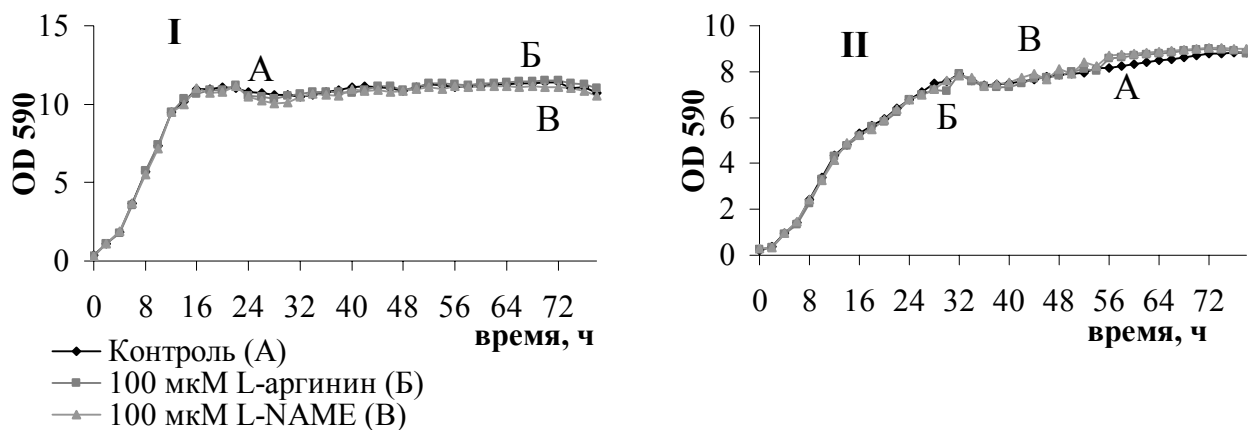 I
OD 590
15
10
5
0
А
Б
В
0 8 16 24 32 40 48 56 64 72
время, ч
Контроль (А)
100 мкМ L-аргинин (Б)
100 мкМ L-NAME (В)
II
OD 590
10
8
6
4
2
0
В
Б
А
0 8 16 24 32 40 48 56 64 72
время, ч